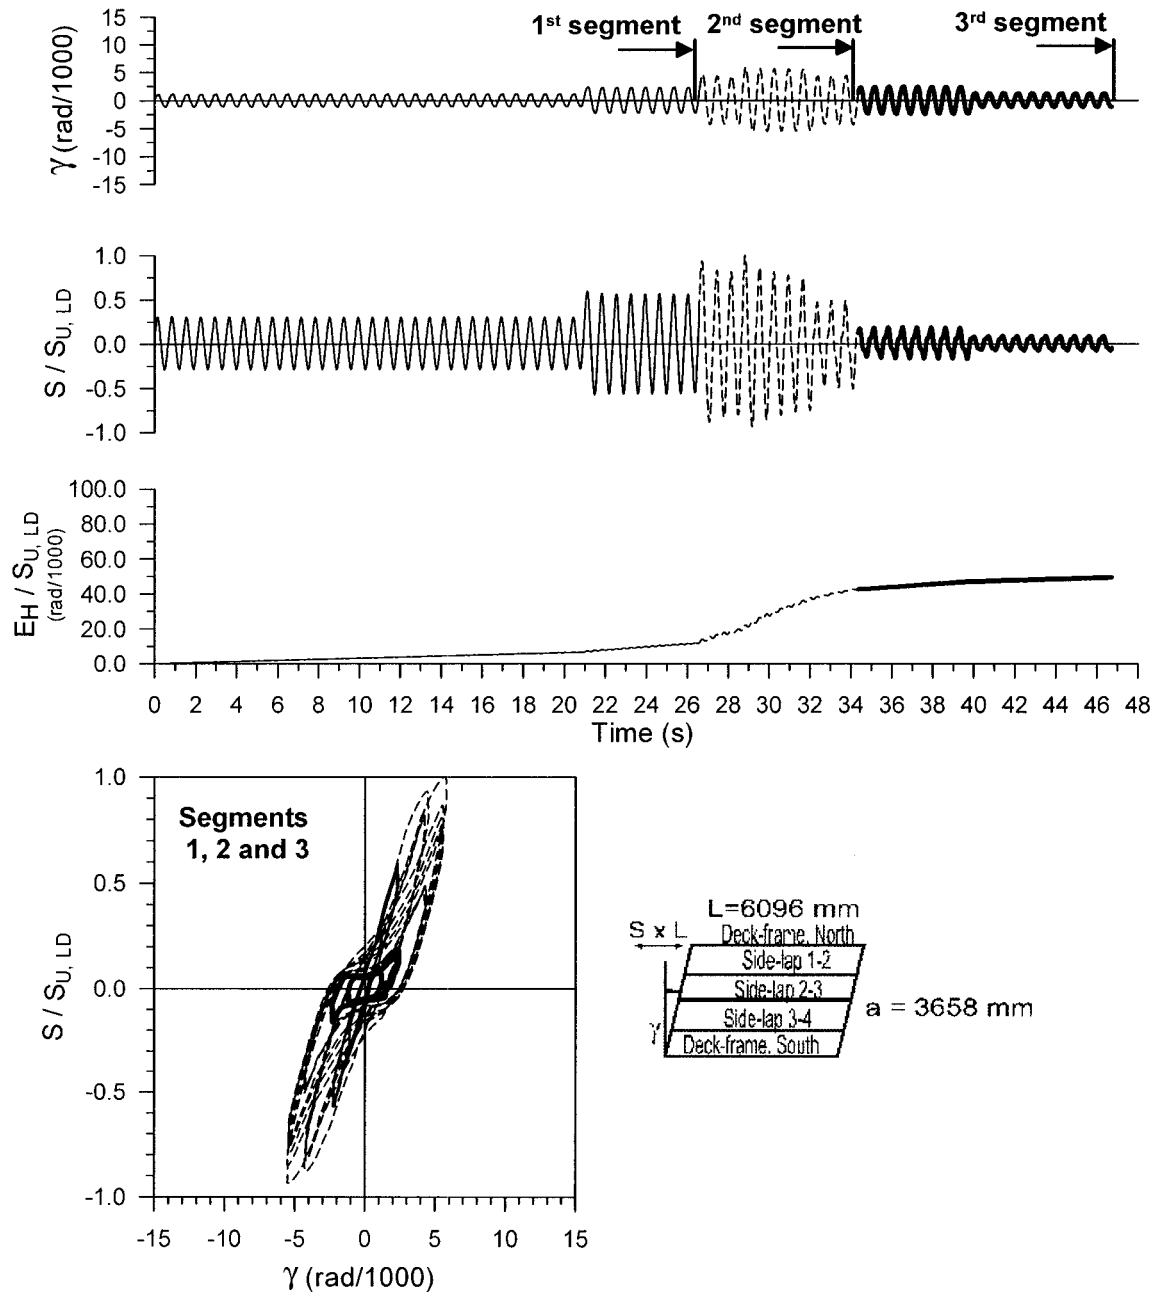 1st segment
2nd segment
3rd segment
15
10
5
0
-5
-10
-15
γ (rad/1000)
1.0
0.5
0.0
-0.5
-1.0
S / SU, LD
100.0
80.0
60.0
40.0
20.0
0.0
EH / SU, LD
(rad/1000)
0 2 4 6 8 10 12 14 16 18 20 22 24 26 28 30 32 34 36 38 40 42 44 46 48
Time (s)
1.0
0.5
0.0
-0.5
-1.0
S / SU, LD
Segments
1, 2 and 3
-15 -10 -5 0 5 10 15
γ (rad/1000)
L=6096 mm
S x L
Deck-frame, North
Side-lap 1-2
Side-lap 2-3
Side-lap 3-4
Deck-frame, South
γ
a = 3658 mm